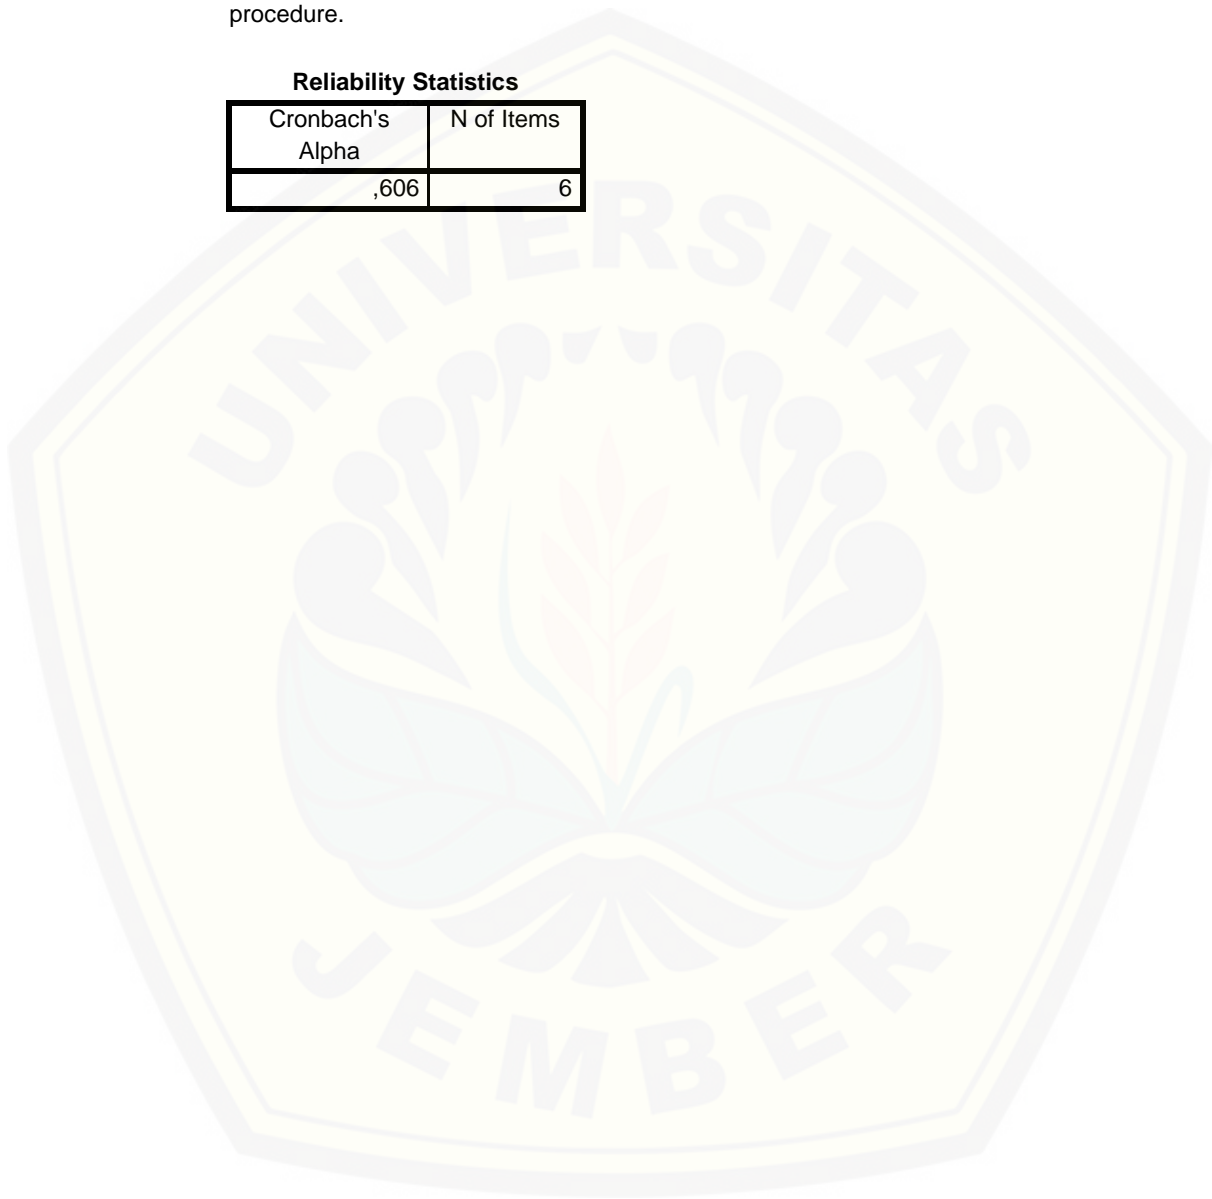 procedure.
Reliability Statistics
Cronbach's Alpha N of Items
,606 6
UNIVERSITAS
JEMBER